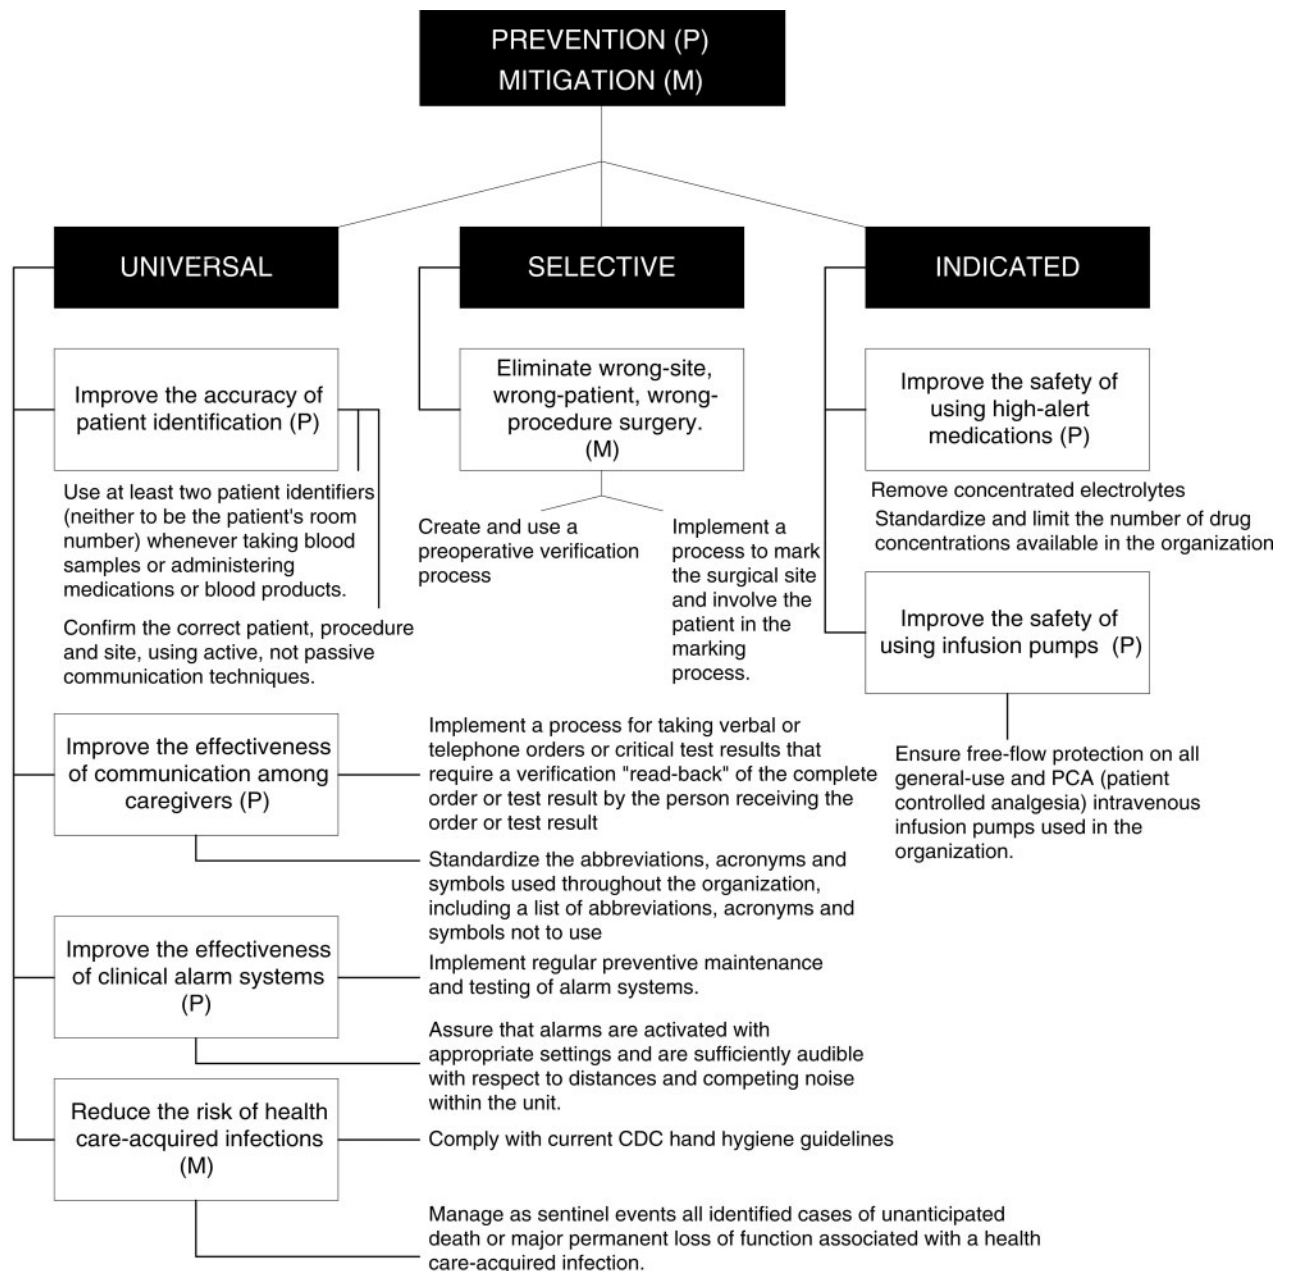 PREVENTION (P)
MITIGATION (M)
UNIVERSAL
SELECTIVE
INDICATED
Improve the accuracy of
patient identification (P)
Use at least two patient identifiers
(neither to be the patient's room
number) whenever taking blood
samples or administering
medications or blood products.
Confirm the correct patient, procedure
and site, using active, not passive
communication techniques.
Improve the effectiveness
of communication among
caregivers (P)
Implement a process for taking verbal or
telephone orders or critical test results that
require a verification "read-back" of the complete
order or test result by the person receiving the
order or test result
Standardize the abbreviations, acronyms and
symbols used throughout the organization,
including a list of abbreviations, acronyms and
symbols not to use
Improve the effectiveness
of clinical alarm systems
(P)
Implement regular preventive maintenance
and testing of alarm systems.
Assure that alarms are activated with
appropriate settings and are sufficiently audible
with respect to distances and competing noise
within the unit.
Reduce the risk of health
care-acquired infections
(M)
Comply with current CDC hand hygiene guidelines
Manage as sentinel events all identified cases of unanticipated
death or major permanent loss of function associated with a health
care-acquired infection.
Eliminate wrong-site,
wrong-patient, wrong-
procedure surgery.
(M)
Create and use a
preoperative verification
process
Implement a
process to mark
the surgical site
and involve the
patient in the
marking
process.
Improve the safety of
using high-alert
medications (P)
Remove concentrated electrolytes
Standardize and limit the number of drug
concentrations available in the organization
Improve the safety of
using infusion pumps (P)
Ensure free-flow protection on all
general-use and PCA (patient
controlled analgesia) intravenous
infusion pumps used in the
organization.